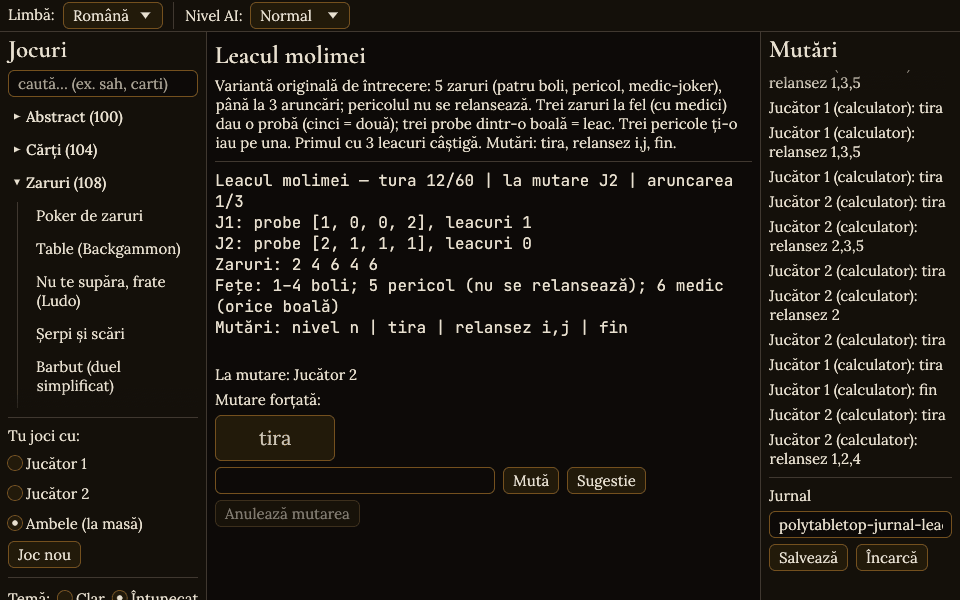 Limbă: Română ▼ Nivel AI: Normal ▼
Jocuri
caută... (ex. sah, carti)
▸ Abstract (100)
▸ Cărți (104)
▾ Zaruri (108)
Poker de zaruri
Table (Backgammon)
Nu te supăra, frate
(Ludo)
Șerpi și scări
Barbut (duel
simplificat)
Tu joci cu:
Jucător 1
Jucător 2
Ambele (la masă)
Joc nou
Temă: Clar Întunecat
Leacul molimei
Variantă originală de întrecere: 5 zaruri (patru boli, pericol, medic-joker),
până la 3 aruncări; pericolul nu se relansează. Trei zaruri la fel (cu medici)
dau o probă (cinci = două); trei probe dintr-o boală = leac. Trei pericole ți-o
iau pe una. Primul cu 3 leacuri câștigă. Mutări: tira, relansez i,j, fin.
Leacul molimei — tura 12/60 | la mutare J2 | aruncarea
1/3
J1: probe [1, 0, 0, 2], leacuri 1
J2: probe [2, 1, 1, 1], leacuri 0
Zaruri: 2 4 6 4 6
Fețe: 1–4 boli; 5 pericol (nu se relansează); 6 medic
(orice boală)
Mutări: nivel n | tira | relansez i,j | fin
La mutare: Jucător 2
Mutare forțată:
tira
Mută Sugestie
Anulează mutarea
Mutări
relansez 1,3,5
Jucător 1 (calculator): tira
Jucător 1 (calculator):
relansez 1,3,5
Jucător 1 (calculator): tira
Jucător 2 (calculator): tira
Jucător 2 (calculator):
relansez 2,3,5
Jucător 2 (calculator): tira
Jucător 2 (calculator):
relansez 2
Jucător 2 (calculator): tira
Jucător 1 (calculator): tira
Jucător 1 (calculator): fin
Jucător 2 (calculator): tira
Jucător 2 (calculator):
relansez 1,2,4
Jurnal
polytabletop-jurnal-lea
Salvează Încarcă